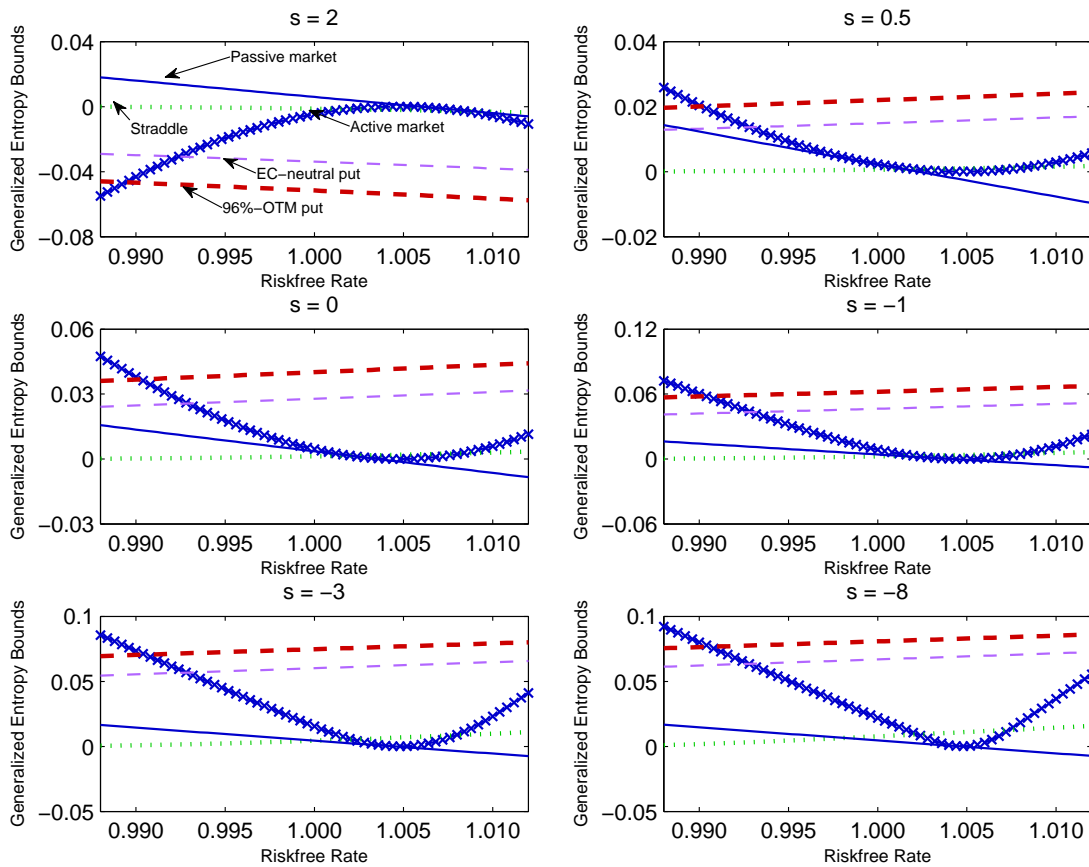 s = 2
Generalized Entropy Bounds
0.04
0
−0.04
−0.08
Passive market
Straddle
Active market
EC−neutral put
96%−OTM put
0.990 0.995 1.000 1.005 1.010
Riskfree Rate
s = 0.5
Generalized Entropy Bounds
0.04
0.02
0
−0.02
0.990 0.995 1.000 1.005 1.010
Riskfree Rate
s = 0
Generalized Entropy Bounds
0.06
0.03
0
−0.03
0.990 0.995 1.000 1.005 1.010
Riskfree Rate
s = −1
Generalized Entropy Bounds
0.12
0.06
0
−0.06
0.990 0.995 1.000 1.005 1.010
Riskfree Rate
s = −3
Generalized Entropy Bounds
0.1
0.05
0
−0.05
0.990 0.995 1.000 1.005 1.010
Riskfree Rate
s = −8
Generalized Entropy Bounds
0.1
0.05
0
−0.05
0.990 0.995 1.000 1.005 1.010
Riskfree Rate